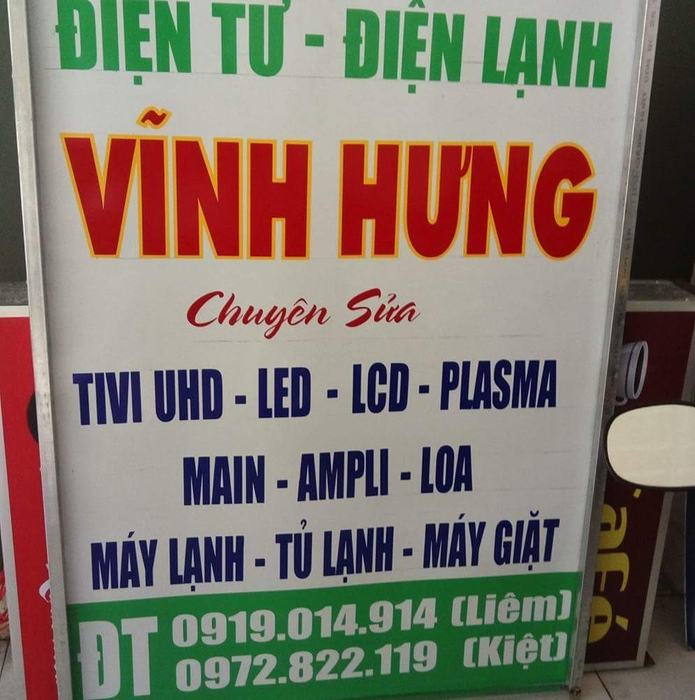 ĐIỆN TỬ - ĐIỆN LẠNH
VĨNH HƯNG
Chuyên Sửa
TIVI UHD - LED - LCD - PLASMA
MAIN - AMPLI - LOA
MÁY LẠNH - TỦ LẠNH - MÁY GIẶT
ĐT 0919.014.914 (Liêm)
0972.822.119 (Kiệt)